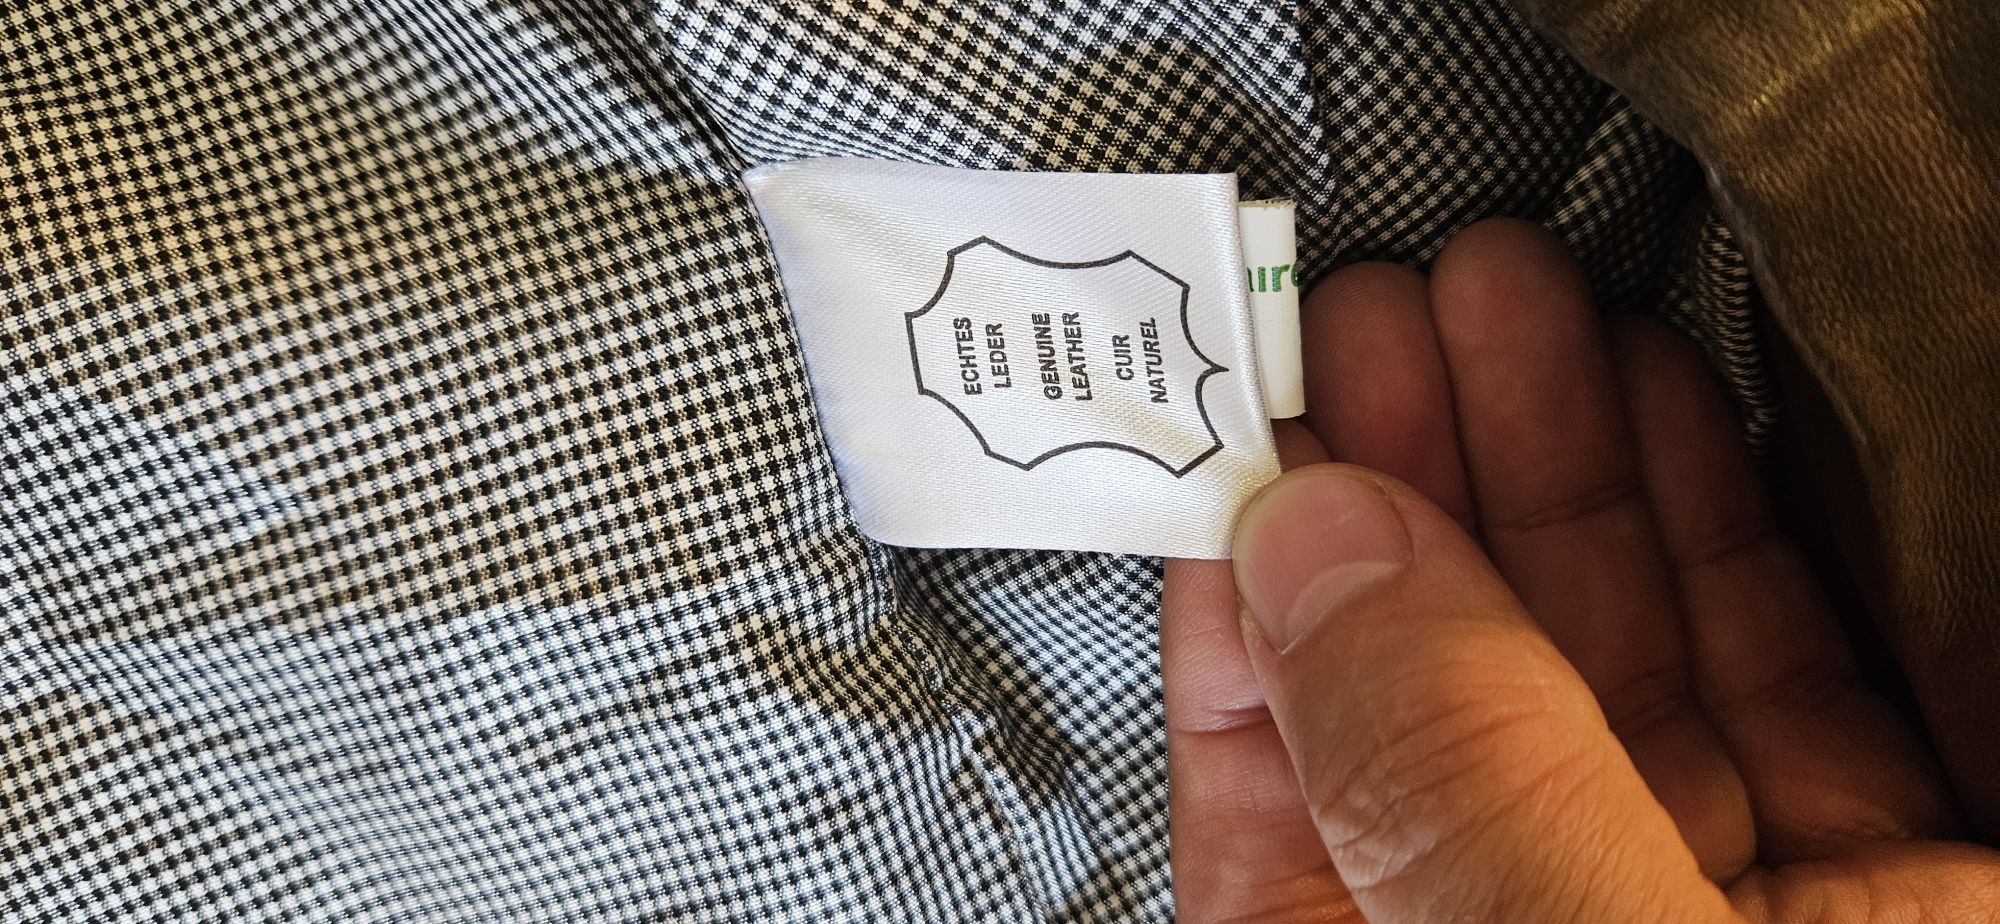 ECHTES
LEDER
GENUINE
LEATHER
CUIR
NATUREL